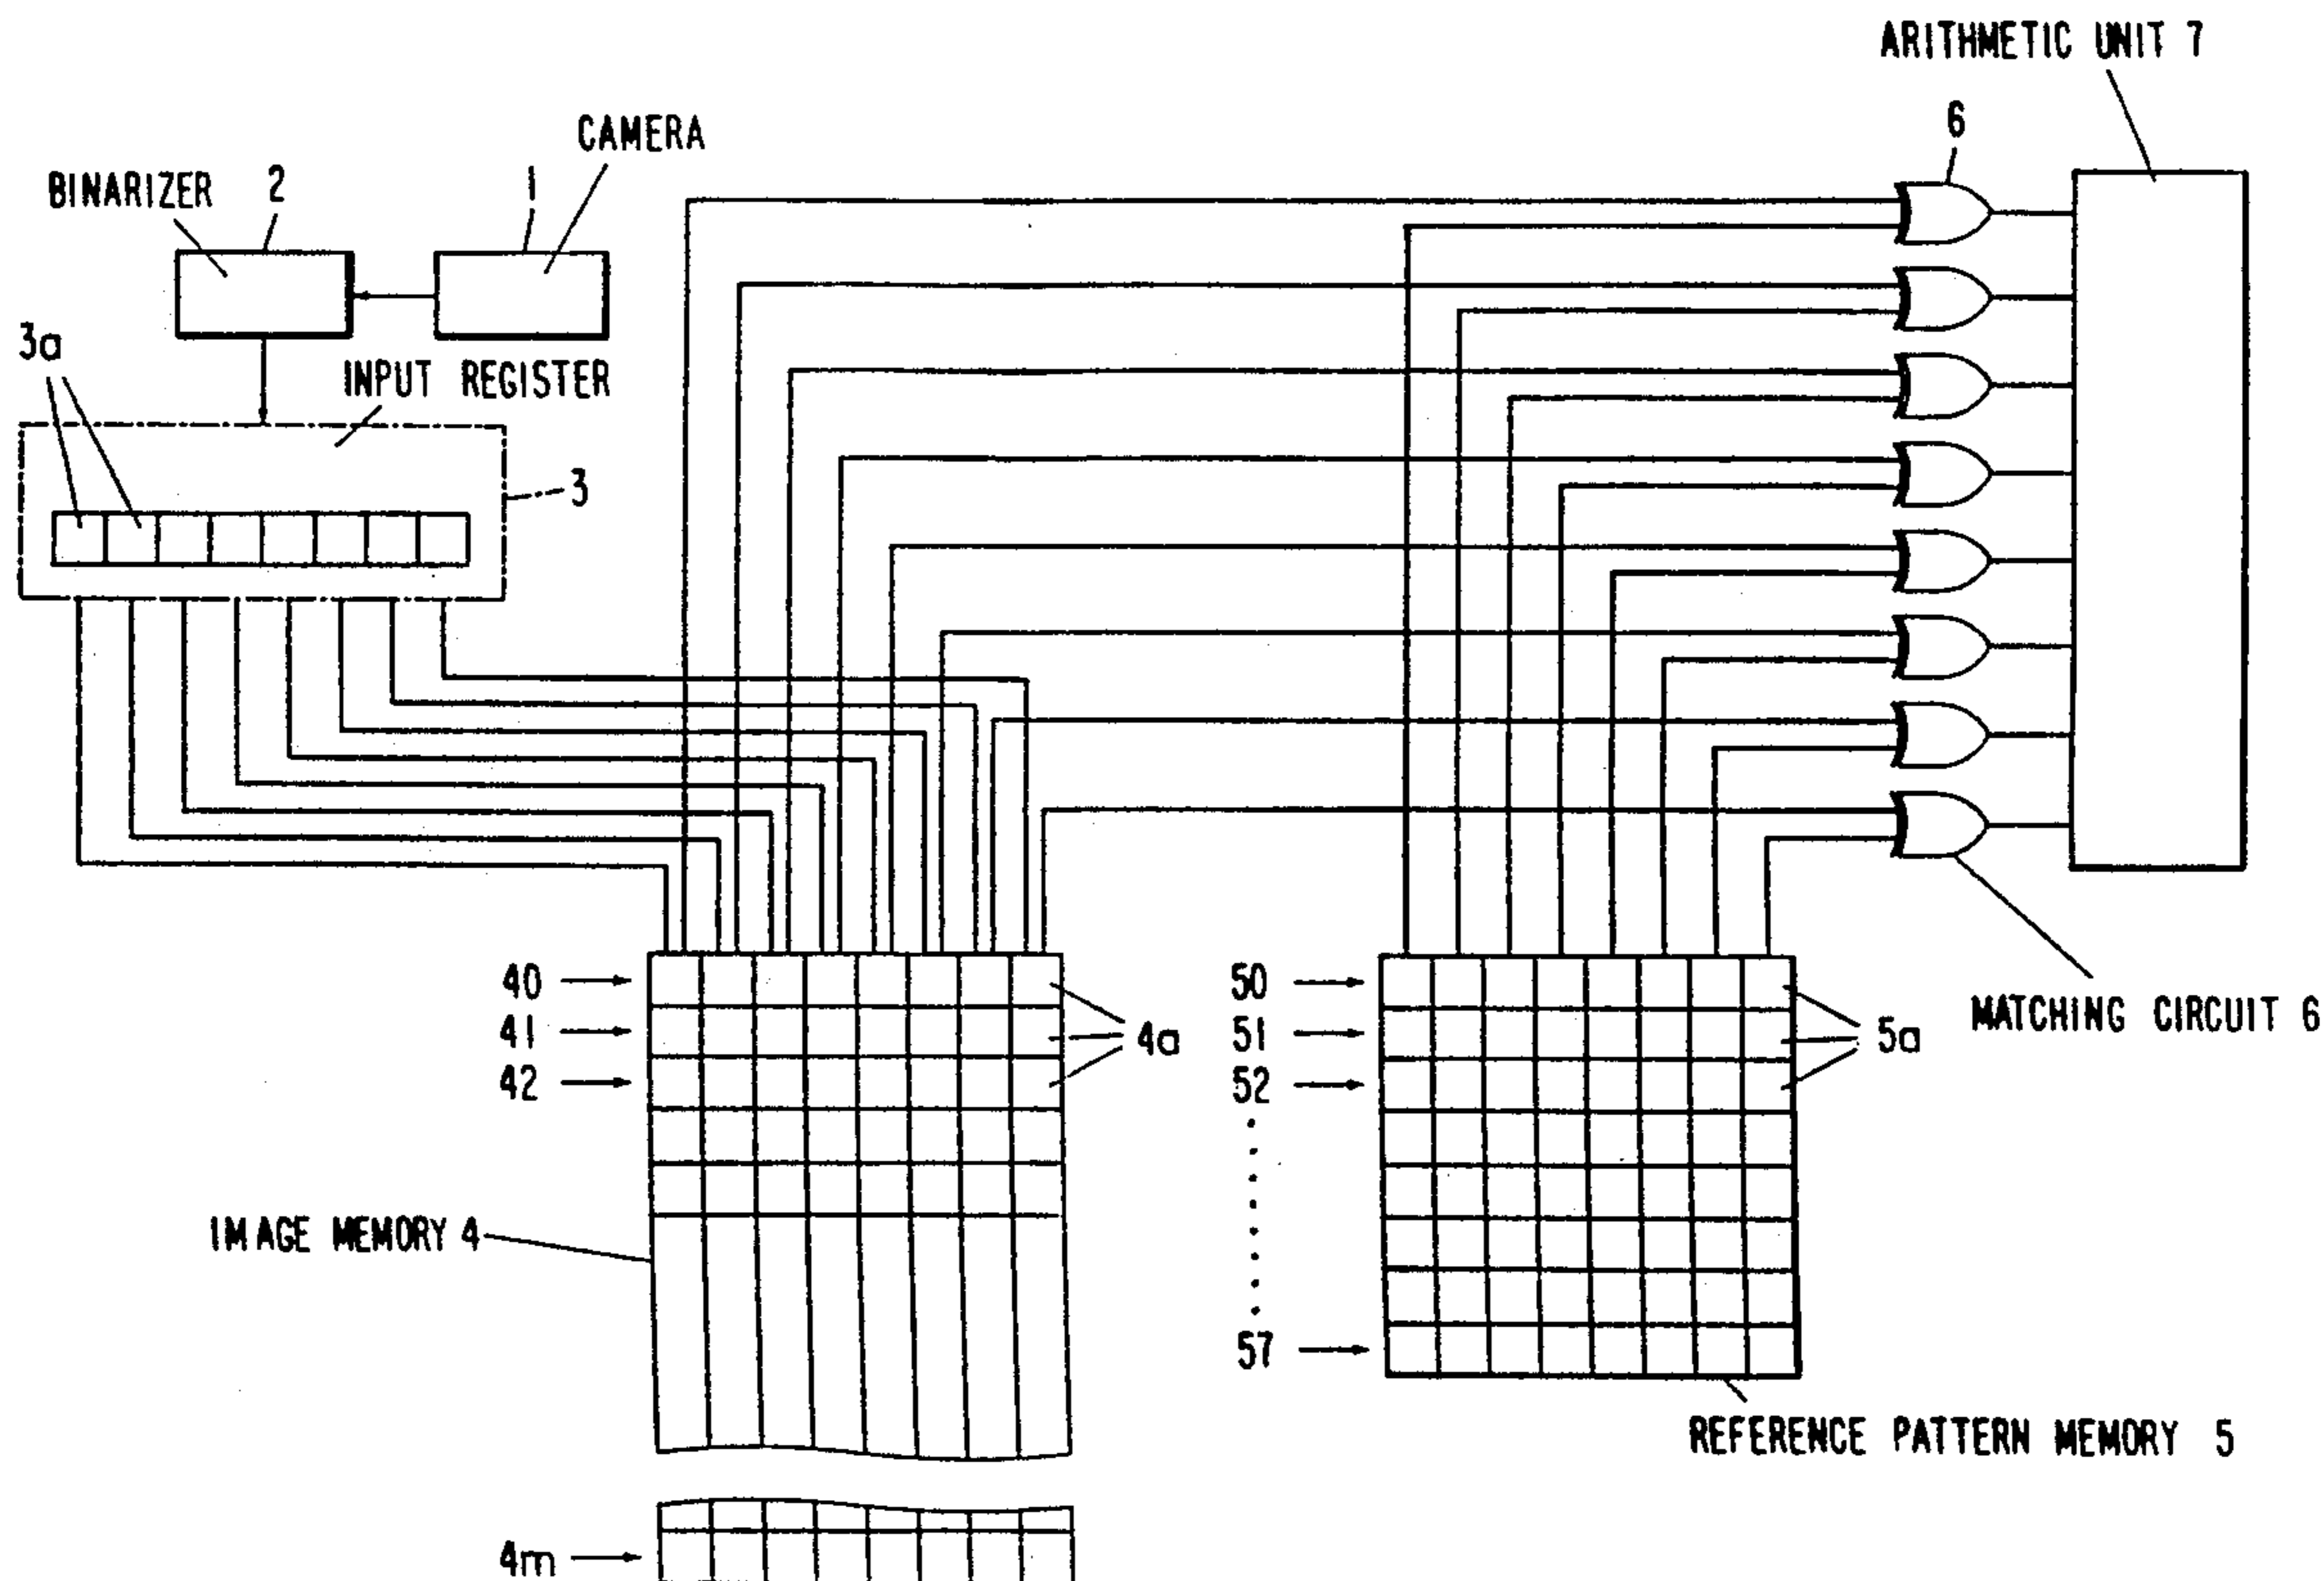 ARITHMETIC UNIT 7
6
CAMERA
1
BINARIZER 2
3a
INPUT REGISTER
3
40
41
42
4a
50
51
52
5a
MATCHING CIRCUIT 6
IMAGE MEMORY 4
57
REFERENCE PATTERN MEMORY 5
4m